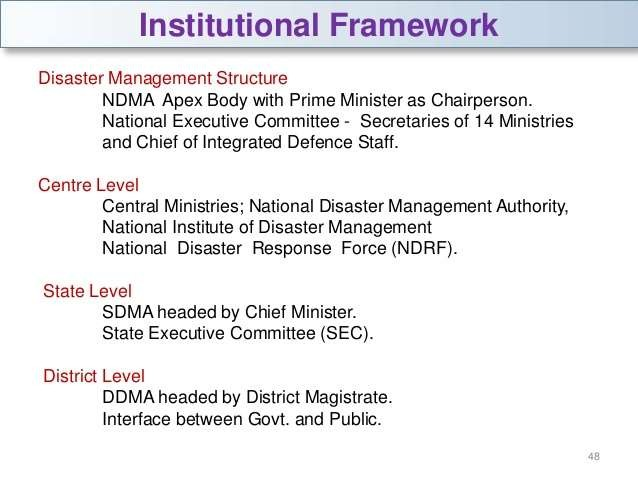 Institutional Framework
Disaster Management Structure
NDMA Apex Body with Prime Minister as Chairperson.
National Executive Committee - Secretaries of 14 Ministries
and Chief of Integrated Defence Staff.
Centre Level
Central Ministries; National Disaster Management Authority,
National Institute of Disaster Management
National Disaster Response Force (NDRF).
State Level
SDMA headed by Chief Minister.
State Executive Committee (SEC).
District Level
DDMA headed by District Magistrate.
Interface between Govt. and Public.
48